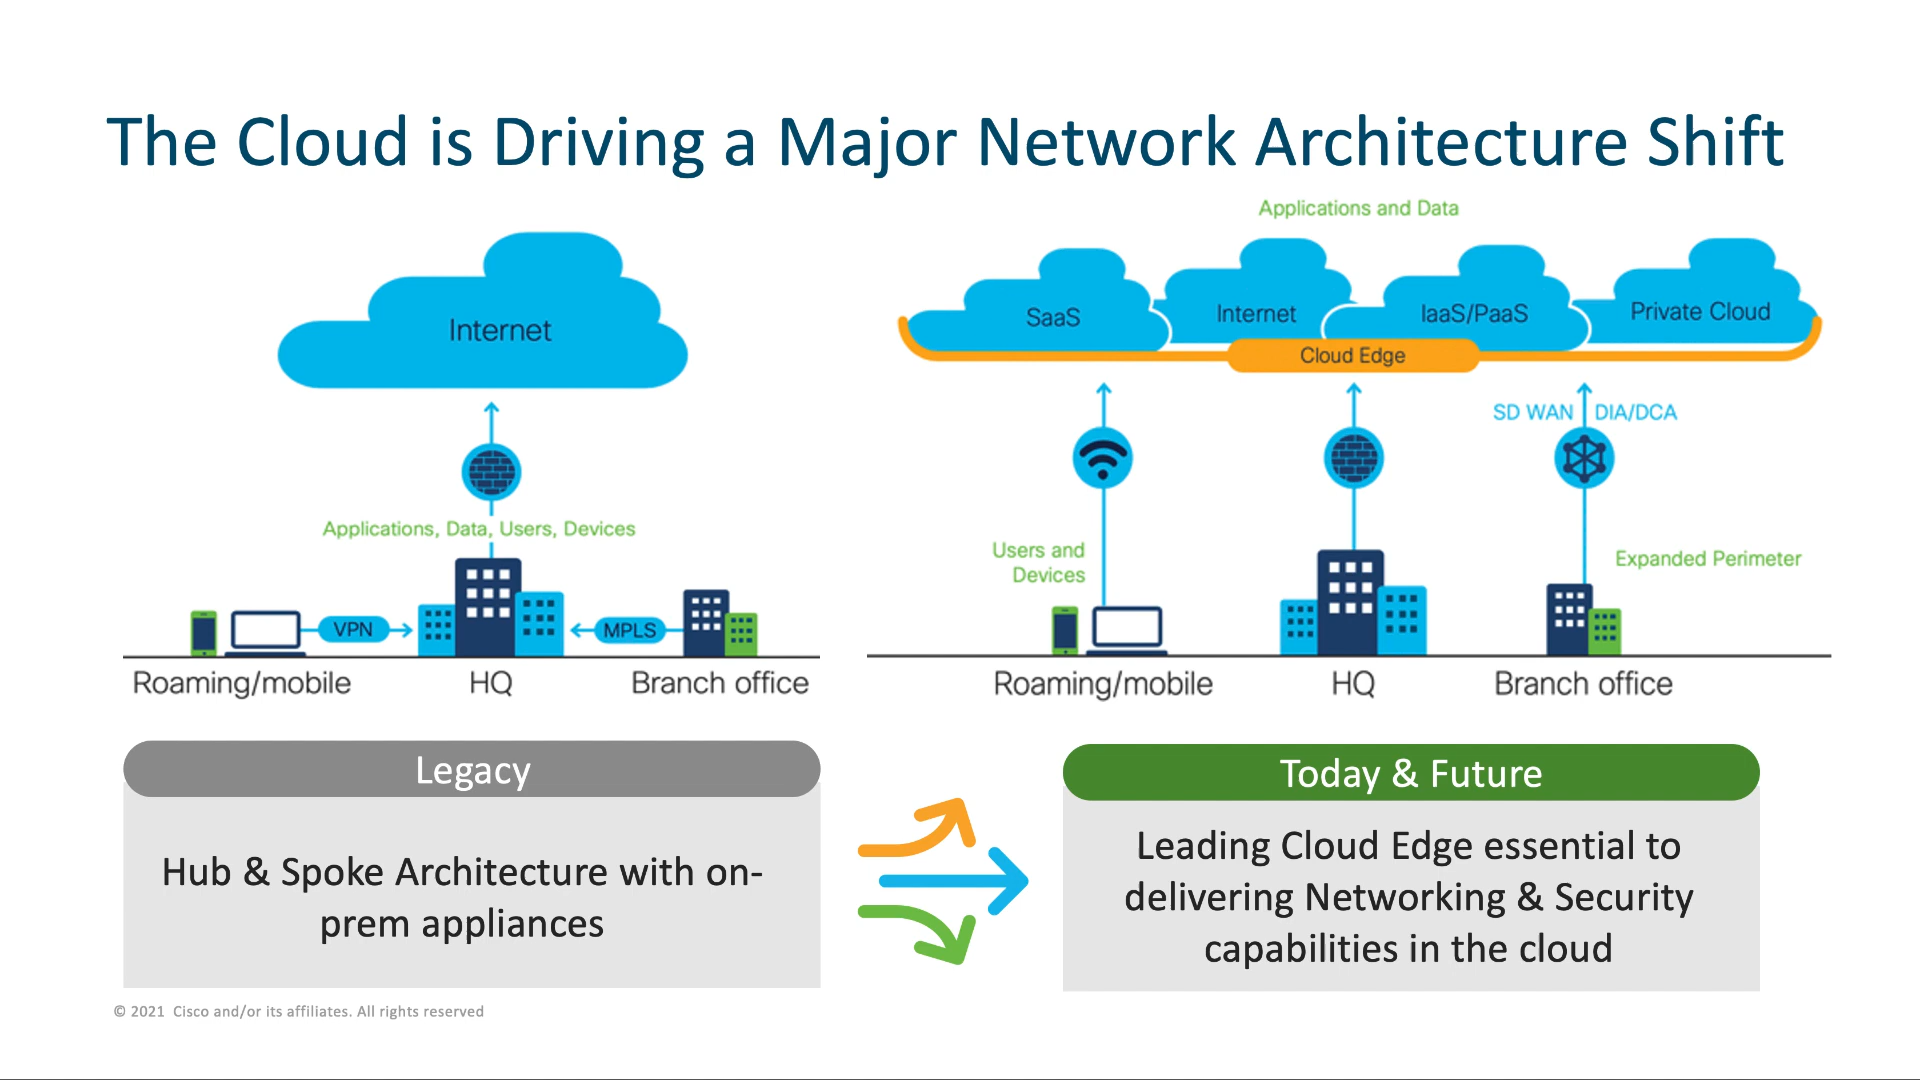 The Cloud is Driving a Major Network Architecture Shift
Internet
Applications, Data, Users, Devices
VPN
MPLS
Roaming/mobile
HQ
Branch office
Applications and Data
SaaS
Internet
IaaS/PaaS
Private Cloud
Cloud Edge
SD WAN
DIA/DCA
Users and
Devices
Expanded Perimeter
Roaming/mobile
HQ
Branch office
Legacy
Hub & Spoke Architecture with on-
prem appliances
Today & Future
Leading Cloud Edge essential to
delivering Networking & Security
capabilities in the cloud
© 2021 Cisco and/or its affiliates. All rights reserved